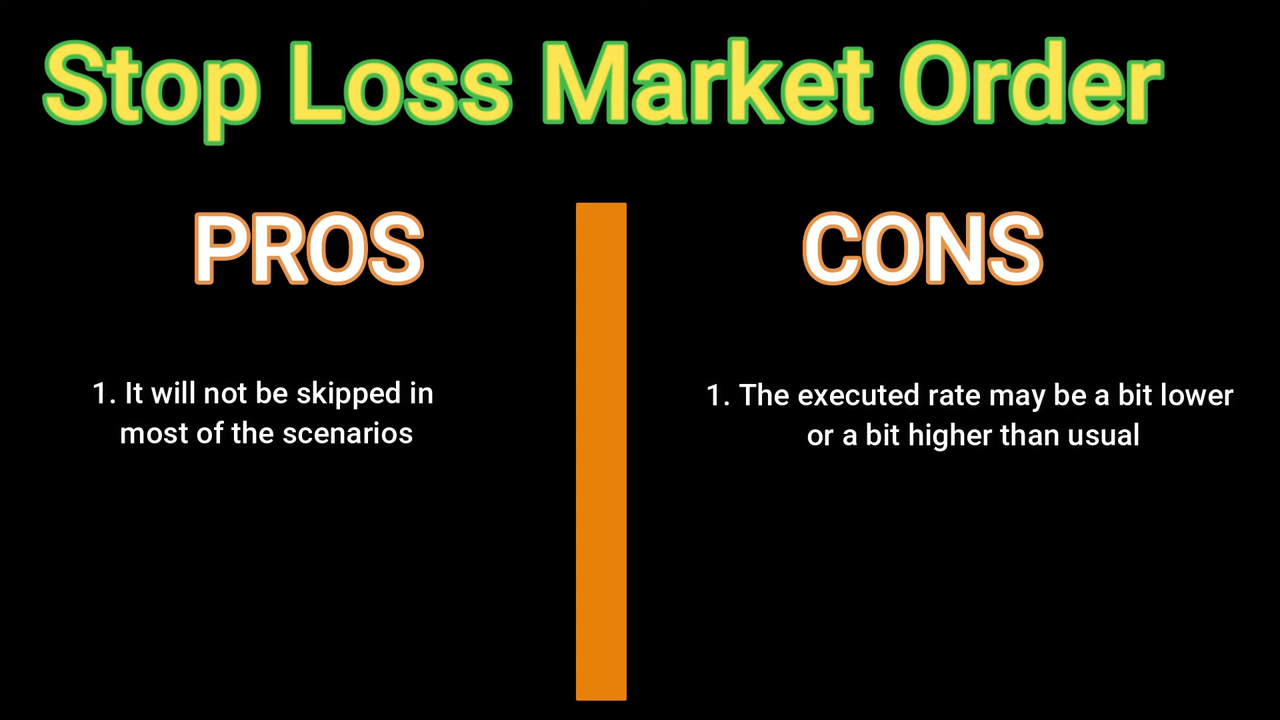 Stop Loss Market Order
PROS
1. It will not be skipped in
most of the scenarios
CONS
1. The executed rate may be a bit lower
or a bit higher than usual